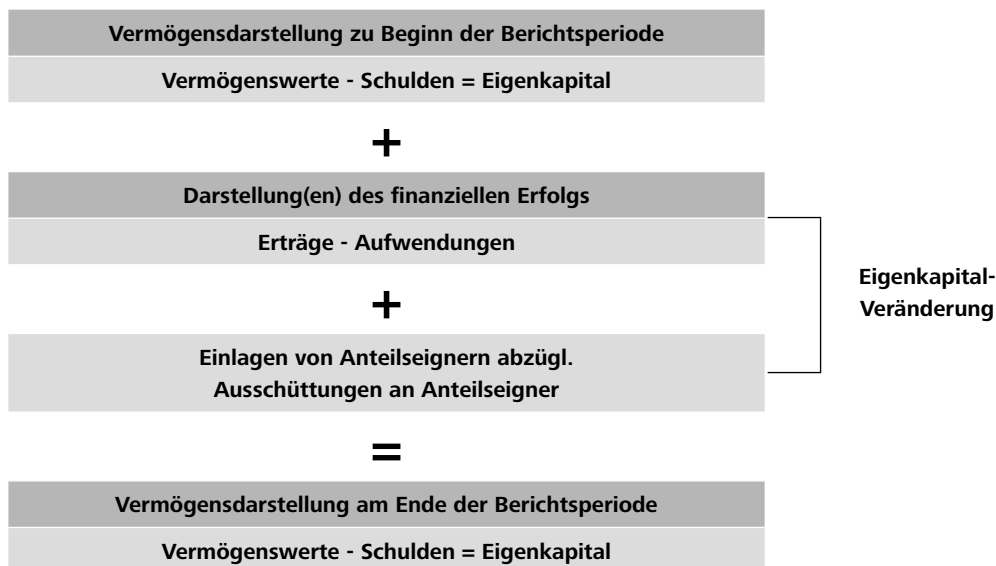 Vermögensdarstellung zu Beginn der Berichtsperiode
Vermögenswerte - Schulden = Eigenkapital
+
Darstellung(en) des finanziellen Erfolgs
Erträge - Aufwendungen
Eigenkapital-
Veränderung
+
Einlagen von Anteilseignern abzügl.
Ausschüttungen an Anteilseigner
=
Vermögensdarstellung am Ende der Berichtsperiode
Vermögenswerte - Schulden = Eigenkapital